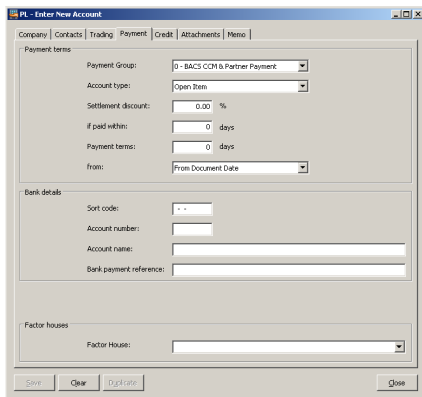 PL - Enter New Account
Company Contacts Trading Payment Credit Attachments Memo
Payment terms
Payment Group: 0 - BACS CCM & Partner Payment
Account type: Open Item
Settlement discount: 0.00 %
if paid within: 0 days
Payment terms: 0 days
from: From Document Date
Bank details
Sort code: - -
Account number:
Account name:
Bank payment reference:
Factor houses
Factor House:
Save Clear Duplicate Close